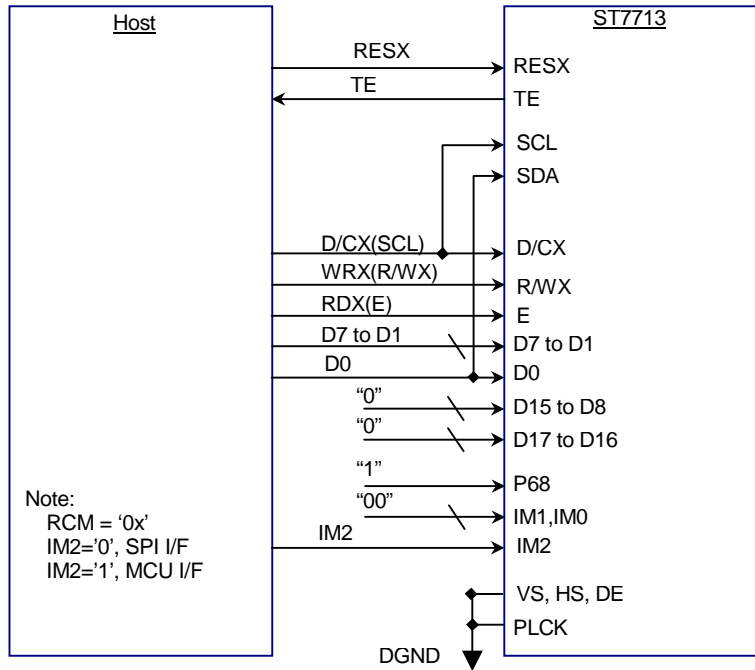 Host
ST7713
RESX
RESX
TE
TE
SCL
SDA
D/CX(SCL)
D/CX
WRX(R/WX)
R/WX
RDX(E)
E
D7 to D1
D7 to D1
D0
D0
“0”
D15 to D8
“0”
D17 to D16
“1”
P68
“00”
IM1,IM0
IM2
IM2
Note:
RCM = ‘0x’
IM2=’0’, SPI I/F
IM2=’1’, MCU I/F
VS, HS, DE
PLCK
DGND